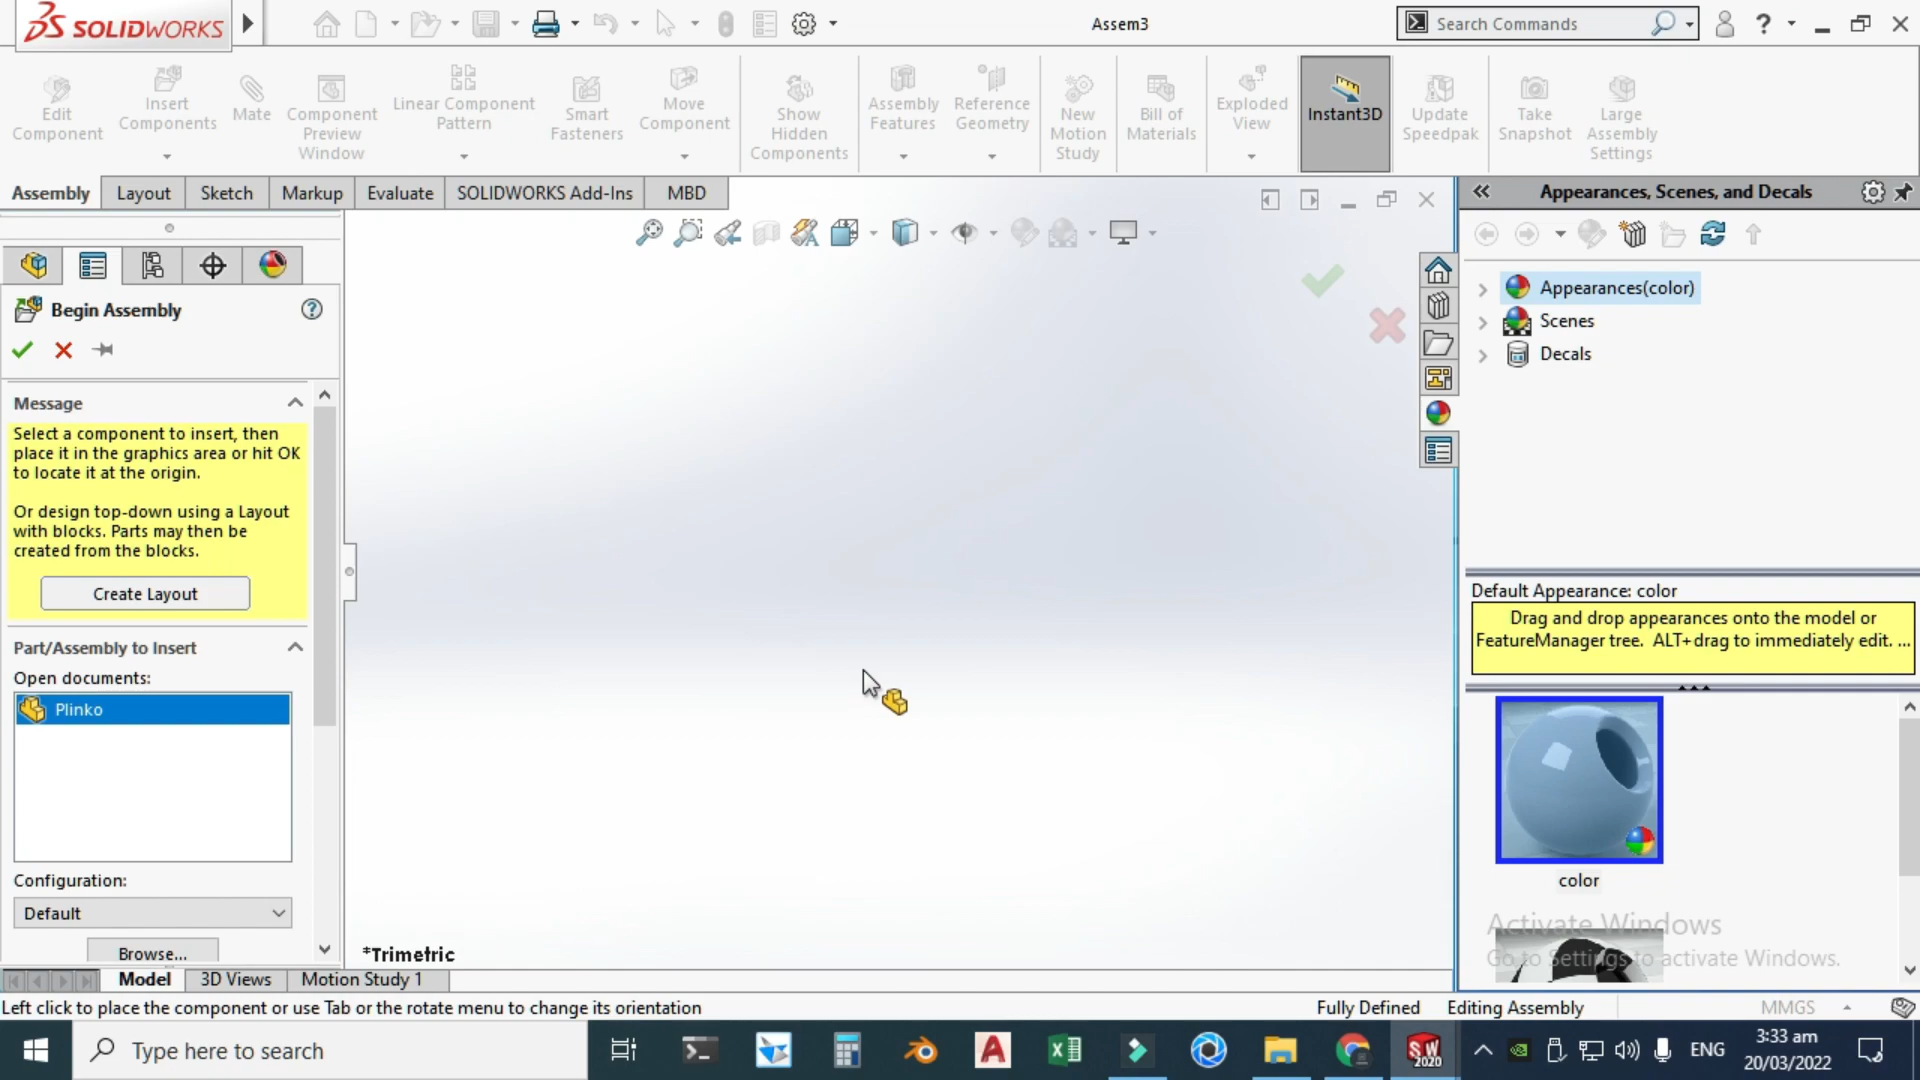 SOLIDWORKS
Assem3
Search Commands
Edit
Component
Insert
Components
Mate
Component
Preview
Window
Linear Component
Pattern
Smart
Fasteners
Move
Component
Show
Hidden
Components
Assembly
Features
Reference
Geometry
New
Motion
Study
Bill of
Materials
Exploded
View
Instant3D
Update
Speedpak
Take
Snapshot
Large
Assembly
Settings
Assembly
Layout
Sketch
Markup
Evaluate
SOLIDWORKS Add-Ins
MBD
Appearances, Scenes, and Decals
Begin Assembly
Message
Select a component to insert, then
place it in the graphics area or hit OK
to locate it at the origin.
Or design top-down using a Layout
with blocks. Parts may then be
created from the blocks.
Create Layout
Part/Assembly to Insert
Open documents:
Plinko
Configuration:
Default
Browse...
*Trimetric
Appearances(color)
Scenes
Decals
Default Appearance: color
Drag and drop appearances onto the model or
FeatureManager tree. ALT+drag to immediately edit. ...
color
Activate Windows
Go to Settings to activate Windows.
Model
3D Views
Motion Study 1
Left click to place the component or use Tab or the rotate menu to change its orientation
Fully Defined
Editing Assembly
MMGS
Type here to search
SW
2020
ENG
3:33 am
20/03/2022